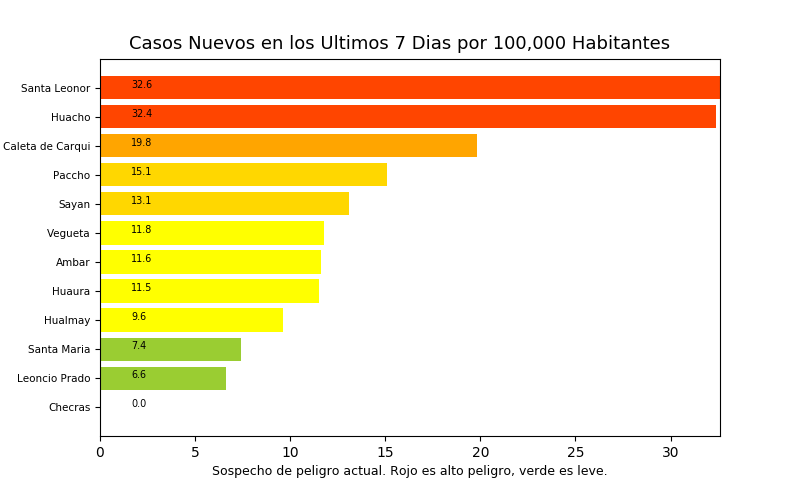 Casos Nuevos en los Ultimos 7 Dias por 100,000 Habitantes
Santa Leonor 32.6
Huacho 32.4
Caleta de Carqui 19.8
Paccho 15.1
Sayan 13.1
Vegueta 11.8
Ambar 11.6
Huaura 11.5
Hualmay 9.6
Santa Maria 7.4
Leoncio Prado 6.6
Checras 0.0
0 5 10 15 20 25 30
Sospecho de peligro actual. Rojo es alto peligro, verde es leve.